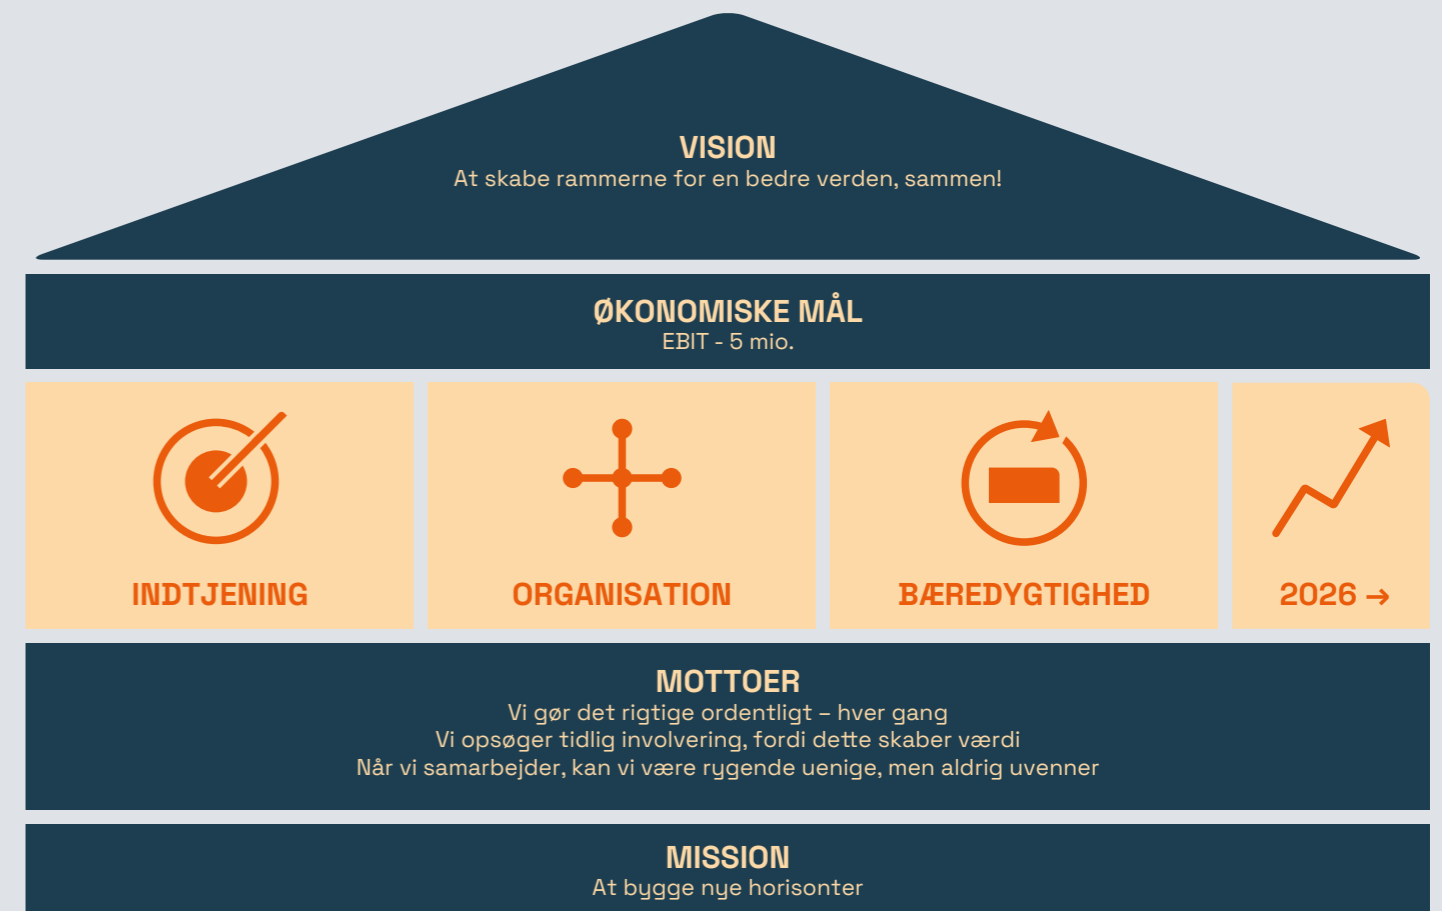 VISION
At skabe rammerne for en bedre verden, sammen!
ØKONOMISKE MÅL
EBIT - 5 mio.
INDTJENING
ORGANISATION
BÆREDYGTIGHED
2026 →
MOTTOER
Vi gør det rigtige ordentligt – hver gang
Vi opsøger tidlig involvering, fordi dette skaber værdi
Når vi samarbejder, kan vi være rygende uenige, men aldrig uvenner
MISSION
At bygge nye horisonter